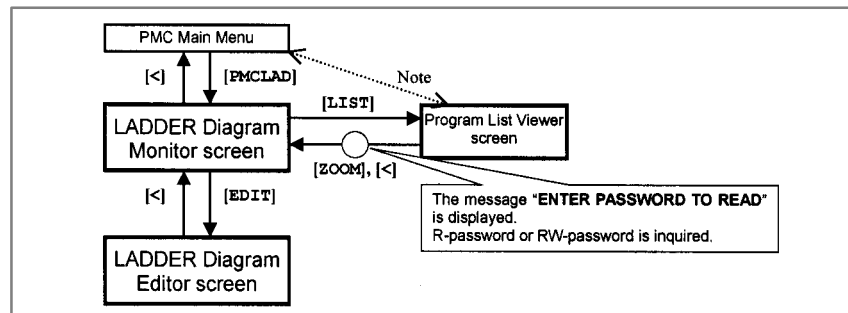 PMC Main Menu
[<]
[PMCLAD]
Note
[LIST]
LADDER Diagram
Monitor screen
Program List Viewer
screen
[ZOOM], [<]
[<]
[EDIT]
The message "ENTER PASSWORD TO READ"
is displayed.
R-password or RW-password is inquired.
LADDER Diagram
Editor screen